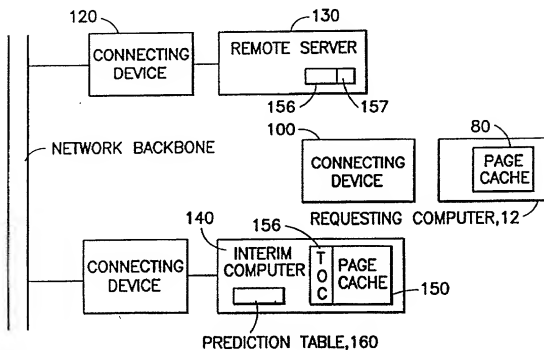 120
130
CONNECTING
DEVICE
REMOTE SERVER
156
157
NETWORK BACKBONE
100
80
CONNECTING
DEVICE
PAGE
CACHE
REQUESTING COMPUTER,12
140
156
CONNECTING
DEVICE
INTERIM
COMPUTER
TOC
PAGE
CACHE
150
PREDICTION TABLE,160